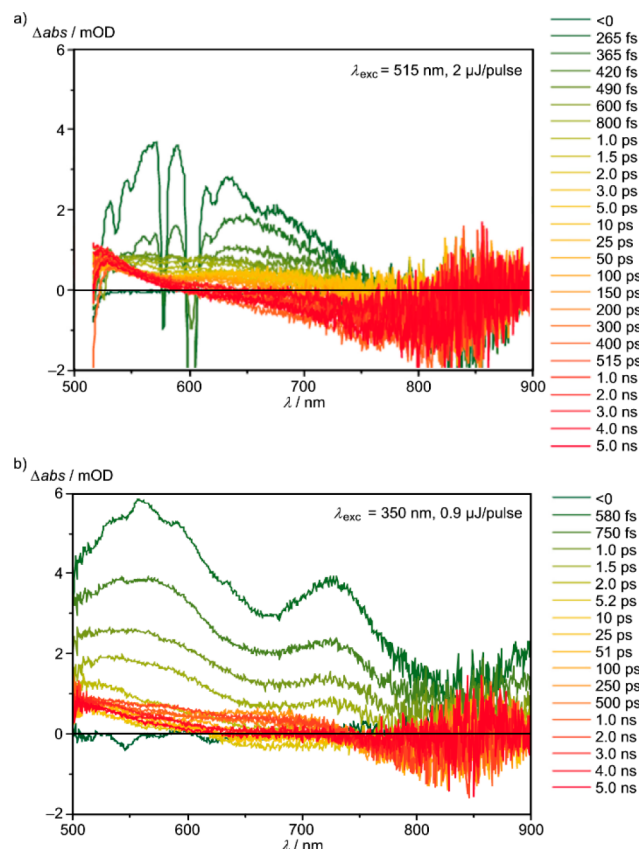 a)
Δabs / mOD
λexc = 515 nm, 2 µJ/pulse
6
4
2
0
–2
500 600 700 800 900
λ / nm
<0
265 fs
365 fs
420 fs
490 fs
600 fs
800 fs
1.0 ps
1.5 ps
2.0 ps
3.0 ps
5.0 ps
10 ps
25 ps
50 ps
100 ps
150 ps
200 ps
300 ps
400 ps
515 ps
1.0 ns
2.0 ns
3.0 ns
4.0 ns
5.0 ns
b)
Δabs / mOD
λexc = 350 nm, 0.9 µJ/pulse
6
4
2
0
–2
500 600 700 800 900
λ / nm
<0
580 fs
750 fs
1.0 ps
1.5 ps
2.0 ps
5.2 ps
10 ps
25 ps
51 ps
100 ps
250 ps
500 ps
1.0 ns
2.0 ns
3.0 ns
4.0 ns
5.0 ns